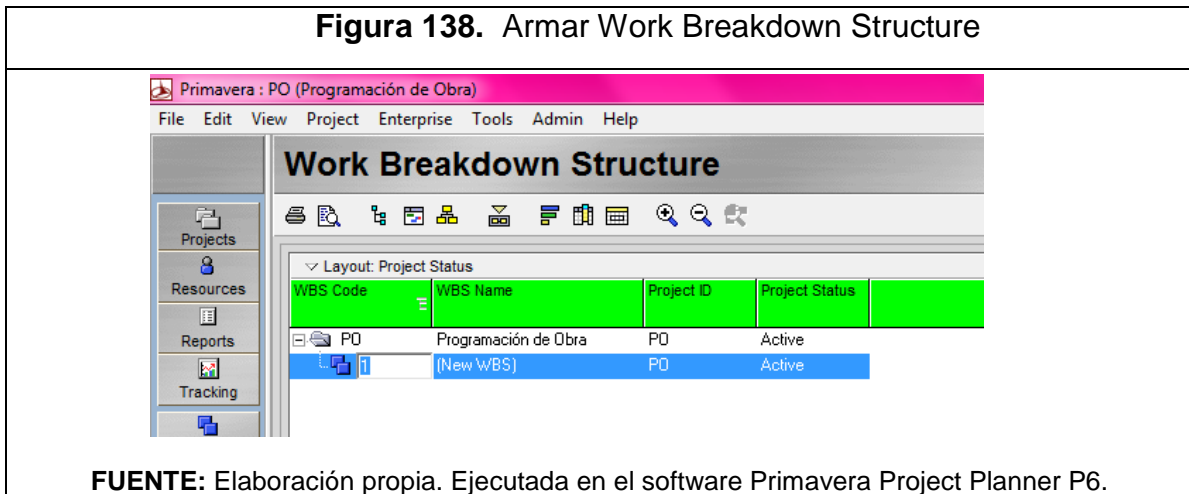 Figura 138. Armar Work Breakdown Structure
Primavera : PO (Programación de Obra)
File Edit View Project Enterprise Tools Admin Help
Work Breakdown Structure
Projects
Resources
Reports
Tracking
Layout: Project Status
WBS Code WBS Name Project ID Project Status
PO Programación de Obra PO Active
1 (New WBS) PO Active
FUENTE: Elaboración propia. Ejecutada en el software Primavera Project Planner P6.